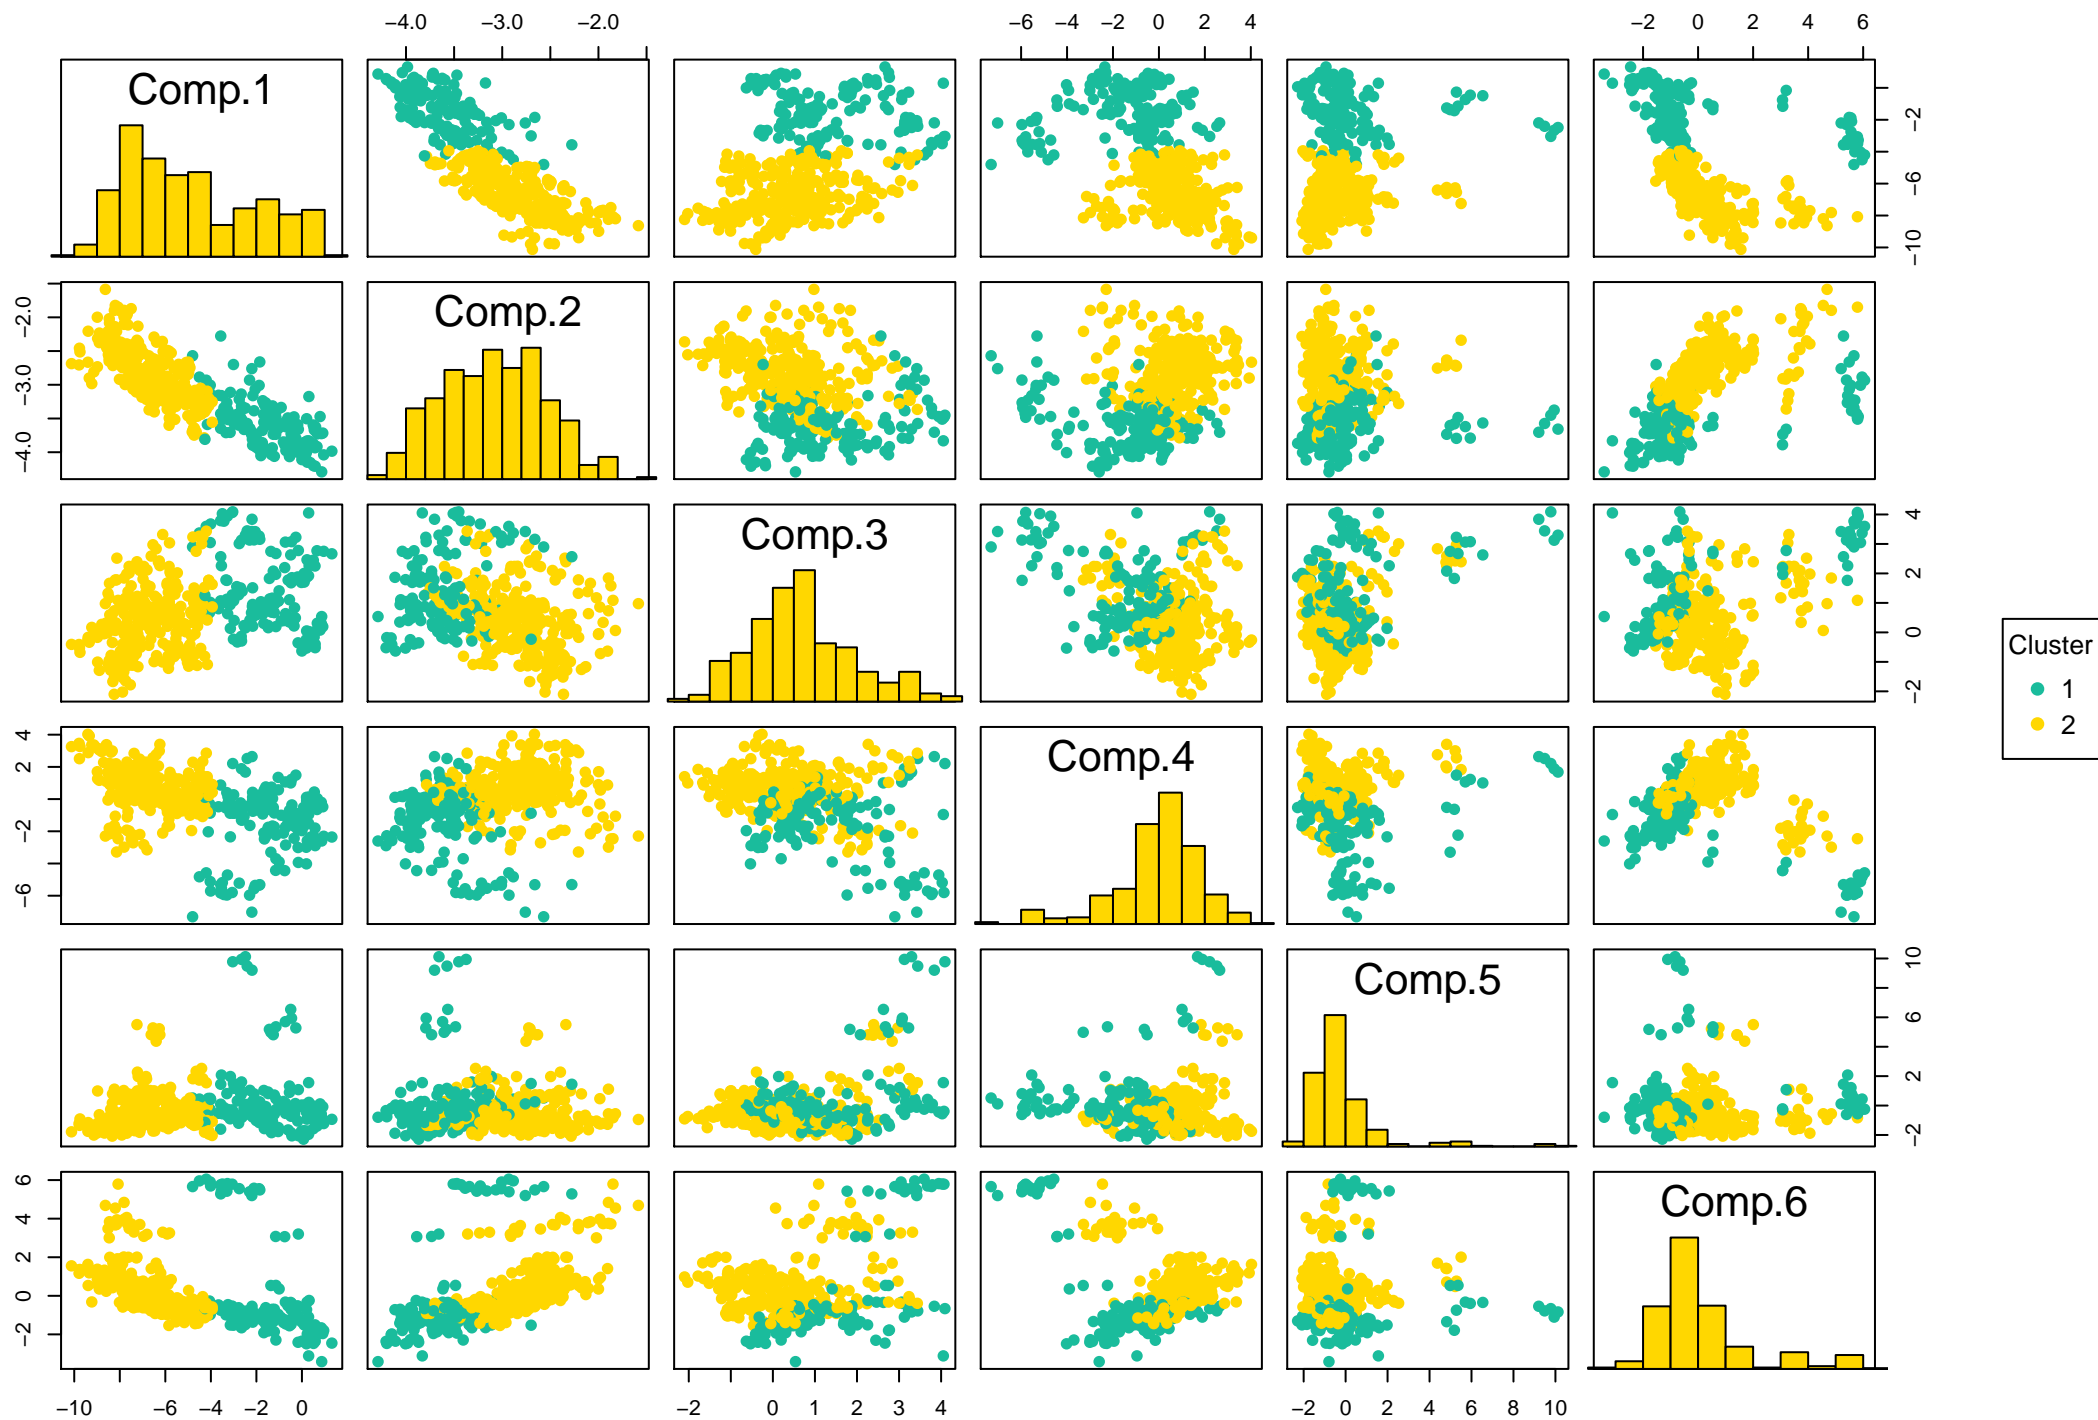 −4.0 −3.0 −2.0 −6 −4 −2 0 2 4 −2 0 2 4 6
Comp.1
−10 −6 −2
Comp.2
−4.0 −3.0 −2.0
Comp.3
−2 0 2 4
Cluster
1
2
Comp.4
−6 −2 2 4
Comp.5
−2 2 6 10
Comp.6
−2 0 2 4 6
−10 −6 −4 −2 0 −2 0 1 2 3 4 −2 0 2 4 6 8 10